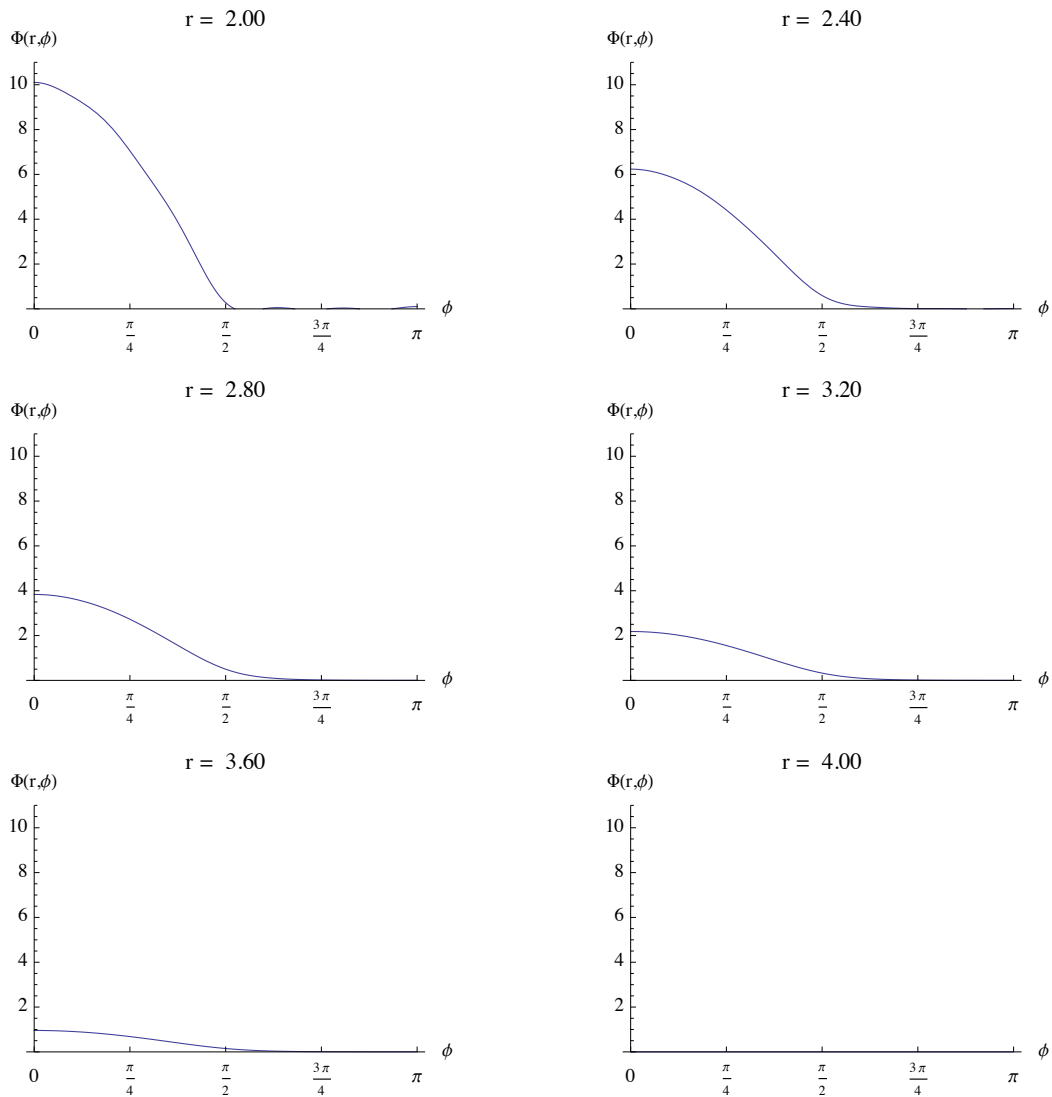 r = 2.00
Φ(r,ϕ)
10
8
6
4
2
0
π/4
π/2
3π/4
π
ϕ
r = 2.40
Φ(r,ϕ)
10
8
6
4
2
0
π/4
π/2
3π/4
π
ϕ
r = 2.80
Φ(r,ϕ)
10
8
6
4
2
0
π/4
π/2
3π/4
π
ϕ
r = 3.20
Φ(r,ϕ)
10
8
6
4
2
0
π/4
π/2
3π/4
π
ϕ
r = 3.60
Φ(r,ϕ)
10
8
6
4
2
0
π/4
π/2
3π/4
π
ϕ
r = 4.00
Φ(r,ϕ)
10
8
6
4
2
0
π/4
π/2
3π/4
π
ϕ